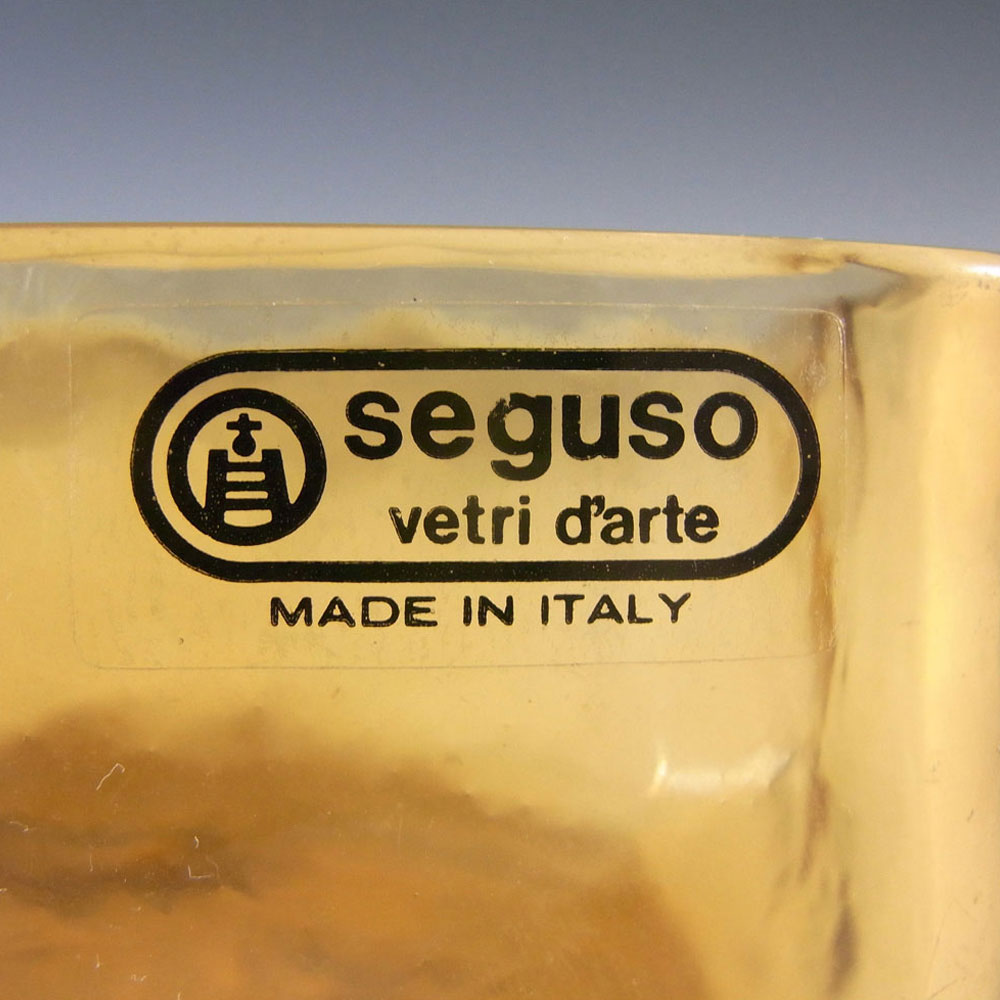 seguso
vetri d'arte
MADE IN ITALY